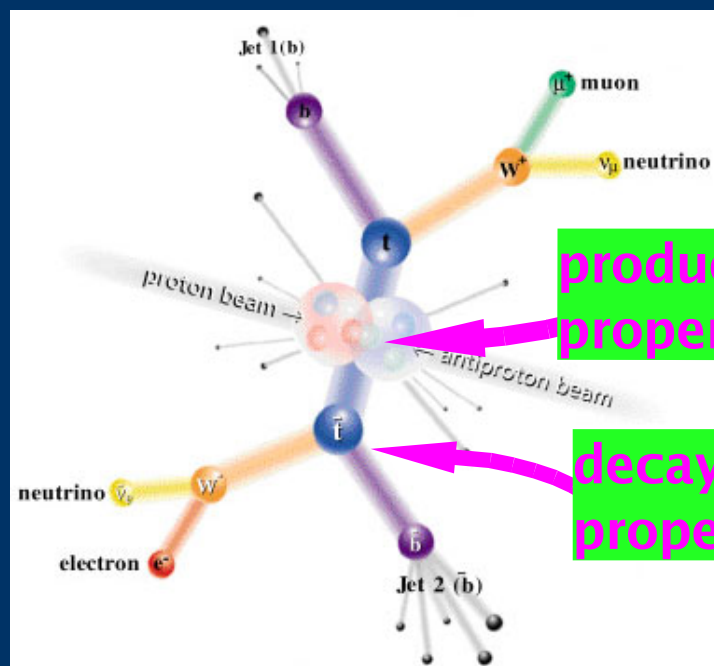 Jet 1(b)
b
μ⁺ muon
W⁺
νμ neutrino
t
proton beam →
← antiproton beam
t̄
neutrino
W⁻
electron e⁻
b̄
Jet 2 (b̄)